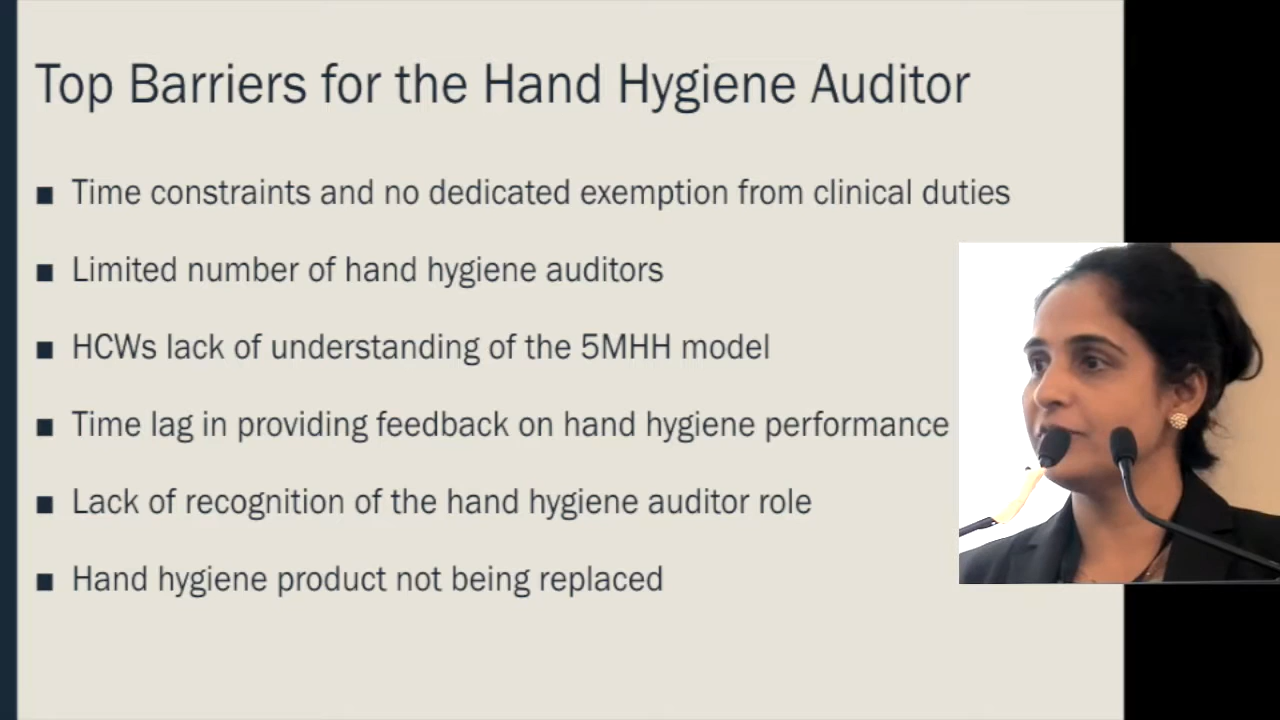 Top Barriers for the Hand Hygiene Auditor
■ Time constraints and no dedicated exemption from clinical duties
■ Limited number of hand hygiene auditors
■ HCWs lack of understanding of the 5MHH model
■ Time lag in providing feedback on hand hygiene performance
■ Lack of recognition of the hand hygiene auditor role
■ Hand hygiene product not being replaced